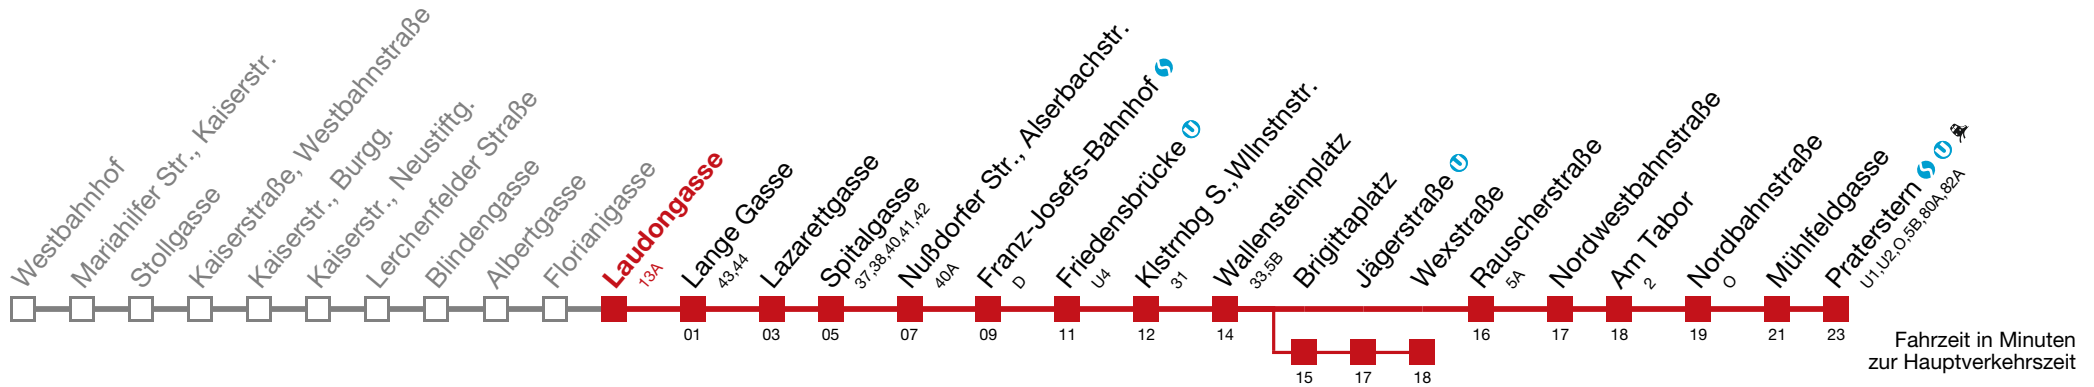 Westbahnhof
Mariahilfer Str., Kaiserstr.
Stollgasse
Kaiserstraße, Westbahnstraße
Kaiserstr., Burgg.
Kaiserstr., Neustiftg.
Lerchenfelder Straße
Blindengasse
Albertgasse
Florianigasse
Laudongasse
13A
Lange Gasse
43,44
01
Lazarettgasse
03
Spitalgasse
37,38,40,41,42
05
Nußdorfer Str., Alserbachstr.
40A
07
Franz-Josefs-Bahnhof
D
09
Friedensbrücke U
U4
11
Klstrnbg S., Wllnstnstr.
31
12
Wallensteinplatz
33,5B
14
Brigittaplatz
15
Jägerstraße U
17
Wexstraße
18
Rauscherstraße
5A
16
Nordwestbahnstraße
17
Am Tabor
2
18
Nordbahnstraße
O
19
Mühlfeldgasse
21
Praterstern U
U1,U2,O,5B,80A,82A
23
Fahrzeit in Minuten
zur Hauptverkehrszeit